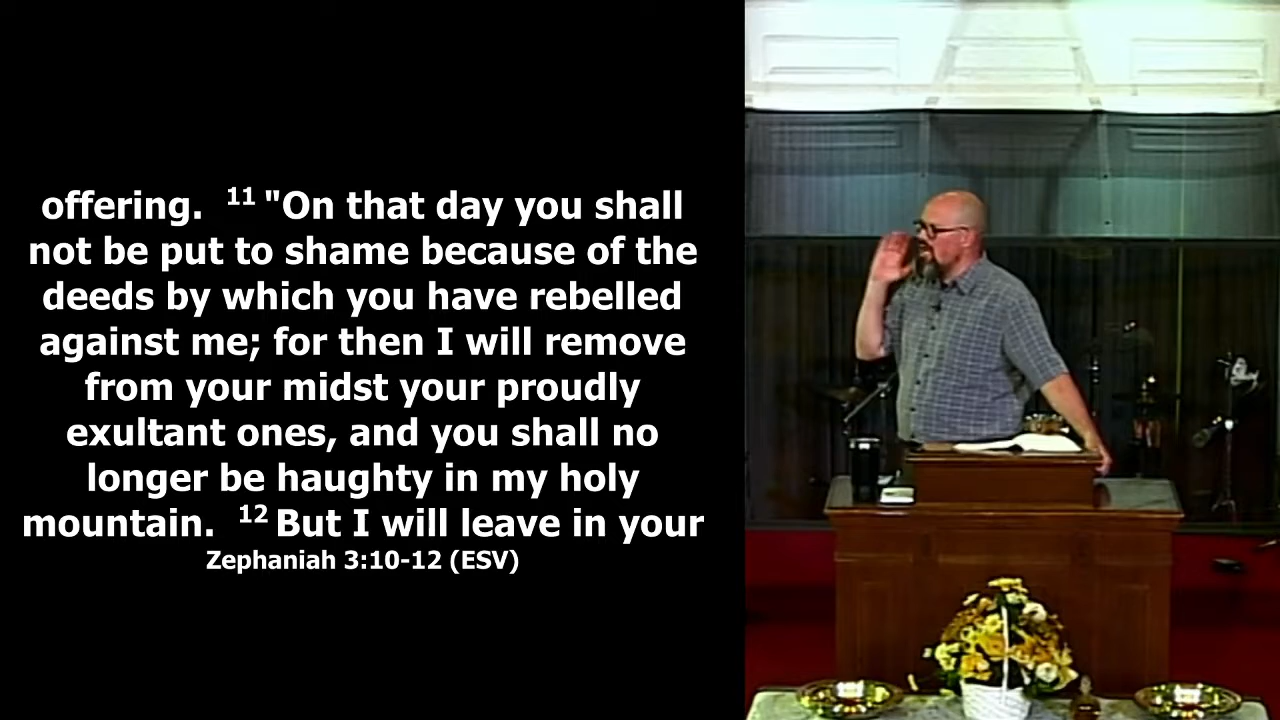 offering. 11 "On that day you shall
not be put to shame because of the
deeds by which you have rebelled
against me; for then I will remove
from your midst your proudly
exultant ones, and you shall no
longer be haughty in my holy
mountain. 12 But I will leave in your
Zephaniah 3:10-12 (ESV)